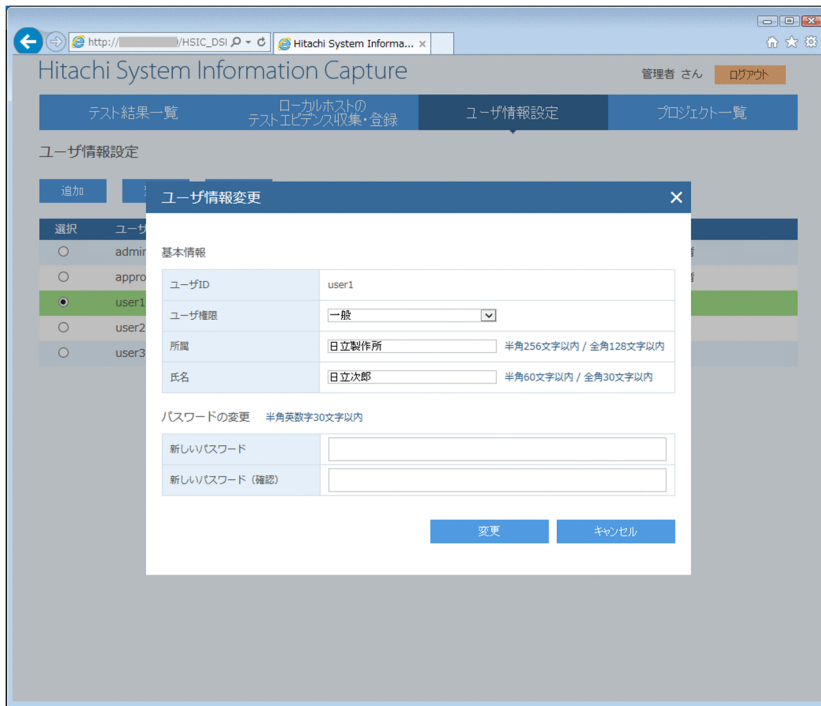 http://　/HSIC_DSI
Hitachi System Informa... ×
Hitachi System Information Capture
管理者 さん
ログアウト
テスト結果一覧
ローカルホストの
テストエビデンス収集・登録
ユーザ情報設定
プロジェクト一覧
ユーザ情報設定
追加
選択
ユーザ
admin
appro
user1
user2
user3
ユーザ情報変更
基本情報
ユーザID
user1
ユーザ権限
一般
所属
日立製作所
半角256文字以内 / 全角128文字以内
氏名
日立次郎
半角60文字以内 / 全角30文字以内
パスワードの変更
半角英数字30文字以内
新しいパスワード
新しいパスワード（確認）
変更
キャンセル